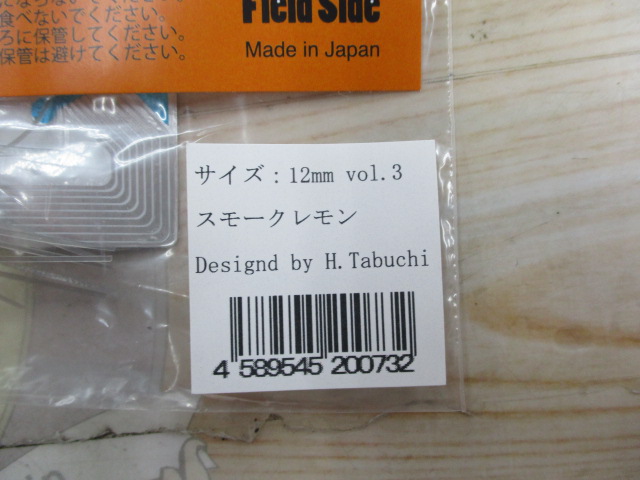 食べないでください。
ろに保管してください。
保管は避けてください。
Field Side
Made in Japan
サイズ：12mm vol.3
スモークレモン
Designd by H.Tabuchi
4 589545 200732